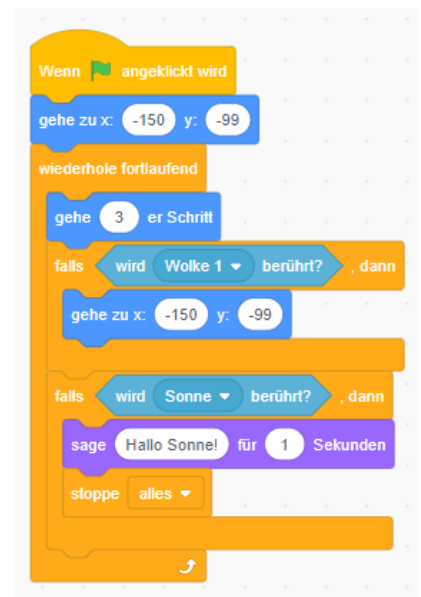 Wenn angeklickt wird
gehe zu x: -150 y: -99
wiederhole fortlaufend
gehe 3 er Schritt
falls wird Wolke 1 berührt? , dann
gehe zu x: -150 y: -99
falls wird Sonne berührt? , dann
sage Hallo Sonne! für 1 Sekunden
stoppe alles